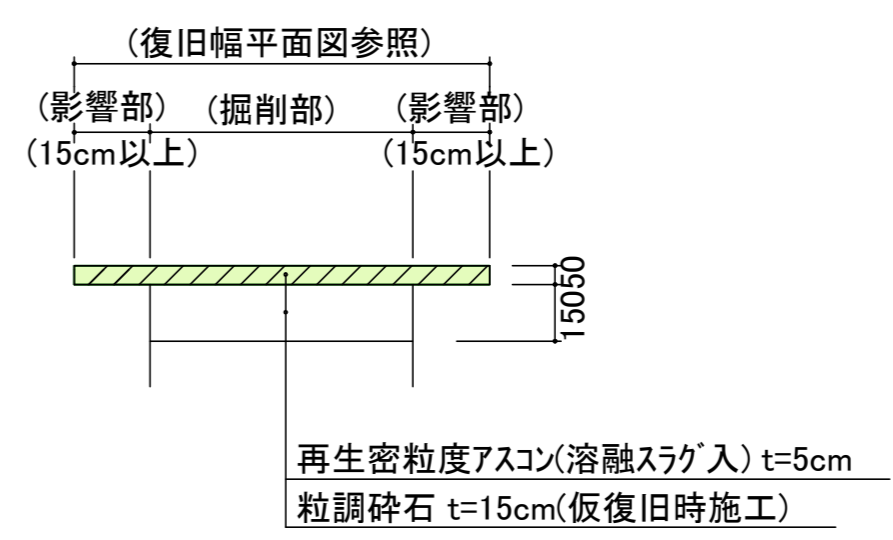 (復旧幅平面図参照)
(影響部) (掘削部) (影響部)
(15cm以上) (15cm以上)
50
150
再生密粒度アスコン(溶融スラグ入) t=5cm
粒調砕石 t=15cm(仮復旧時施工)